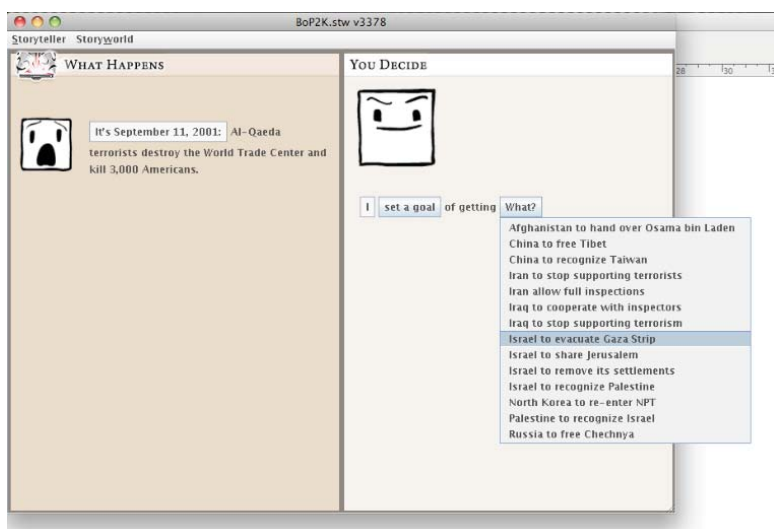 BoP2K.stw v3378
Storyteller Storyworld
WHAT HAPPENS
It's September 11, 2001: Al-Qaeda
terrorists destroy the World Trade Center and
kill 3,000 Americans.
YOU DECIDE
I set a goal of getting What?
Afghanistan to hand over Osama bin Laden
China to free Tibet
China to recognize Taiwan
Iran to stop supporting terrorists
Iran allow full inspections
Iraq to cooperate with inspectors
Iraq to stop supporting terrorism
Israel to evacuate Gaza Strip
Israel to share Jerusalem
Israel to remove its settlements
Israel to recognize Palestine
North Korea to re-enter NPT
Palestine to recognize Israel
Russia to free Chechnya
28 30